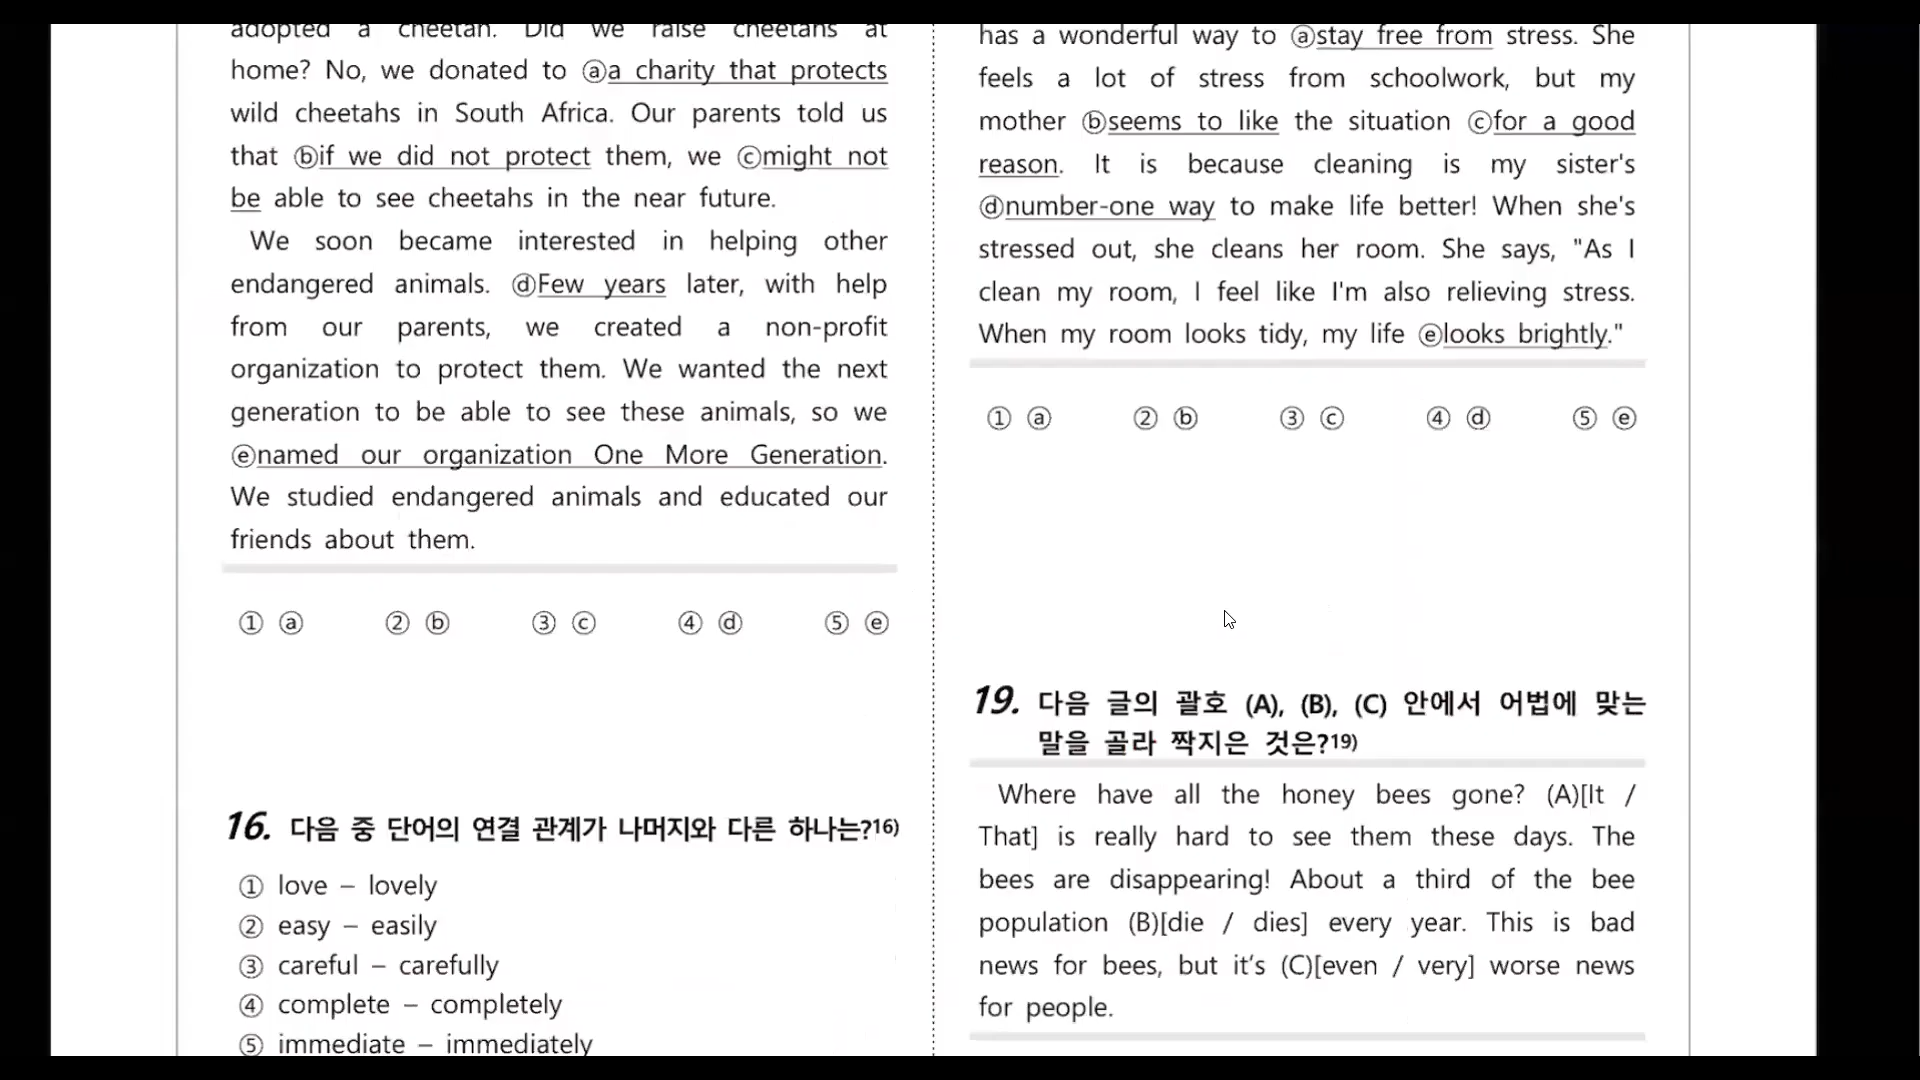 adopted a cheetah. Did we raise cheetahs at
home? No, we donated to ⓐa charity that protects
wild cheetahs in South Africa. Our parents told us
that ⓑif we did not protect them, we ⓒmight not
be able to see cheetahs in the near future.
We soon became interested in helping other
endangered animals. ⓓFew years later, with help
from our parents, we created a non-profit
organization to protect them. We wanted the next
generation to be able to see these animals, so we
ⓔnamed our organization One More Generation.
We studied endangered animals and educated our
friends about them.
① ⓐ ② ⓑ ③ ⓒ ④ ⓓ ⑤ ⓔ
16. 다음 중 단어의 연결 관계가 나머지와 다른 하나는?16)
① love – lovely
② easy – easily
③ careful – carefully
④ complete – completely
⑤ immediate – immediately
has a wonderful way to ⓐstay free from stress. She
feels a lot of stress from schoolwork, but my
mother ⓑseems to like the situation ⓒfor a good
reason. It is because cleaning is my sister's
ⓓnumber-one way to make life better! When she's
stressed out, she cleans her room. She says, "As I
clean my room, I feel like I'm also relieving stress.
When my room looks tidy, my life ⓔlooks brightly."
① ⓐ ② ⓑ ③ ⓒ ④ ⓓ ⑤ ⓔ
19. 다음 글의 괄호 (A), (B), (C) 안에서 어법에 맞는
말을 골라 짝지은 것은?19)
Where have all the honey bees gone? (A)[It /
That] is really hard to see them these days. The
bees are disappearing! About a third of the bee
population (B)[die / dies] every year. This is bad
news for bees, but it's (C)[even / very] worse news
for people.